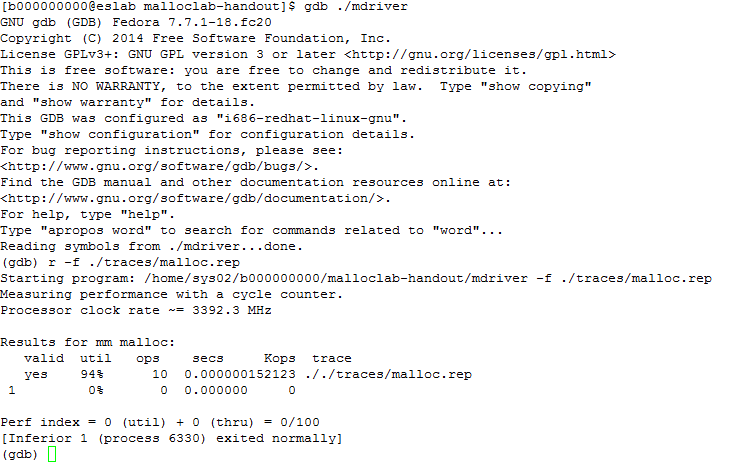 [b000000000@eslab malloclab-handout]$ gdb ./mdriver
GNU gdb (GDB) Fedora 7.7.1-18.fc20
Copyright (C) 2014 Free Software Foundation, Inc.
License GPLv3+: GNU GPL version 3 or later <http://gnu.org/licenses/gpl.html>
This is free software: you are free to change and redistribute it.
There is NO WARRANTY, to the extent permitted by law.  Type "show copying"
and "show warranty" for details.
This GDB was configured as "i686-redhat-linux-gnu".
Type "show configuration" for configuration details.
For bug reporting instructions, please see:
<http://www.gnu.org/software/gdb/bugs/>.
Find the GDB manual and other documentation resources online at:
<http://www.gnu.org/software/gdb/documentation/>.
For help, type "help".
Type "apropos word" to search for commands related to "word"...
Reading symbols from ./mdriver...done.
(gdb) r -f ./traces/malloc.rep
Starting program: /home/sys02/b000000000/malloclab-handout/mdriver -f ./traces/malloc.rep
Measuring performance with a cycle counter.
Processor clock rate ~= 3392.3 MHz

Results for mm malloc:
   valid  util   ops    secs     Kops  trace
   yes    94%      10  0.000000152123 ././traces/malloc.rep
 1         0%       0  0.000000     0

Perf index = 0 (util) + 0 (thru) = 0/100
[Inferior 1 (process 6330) exited normally]
(gdb)